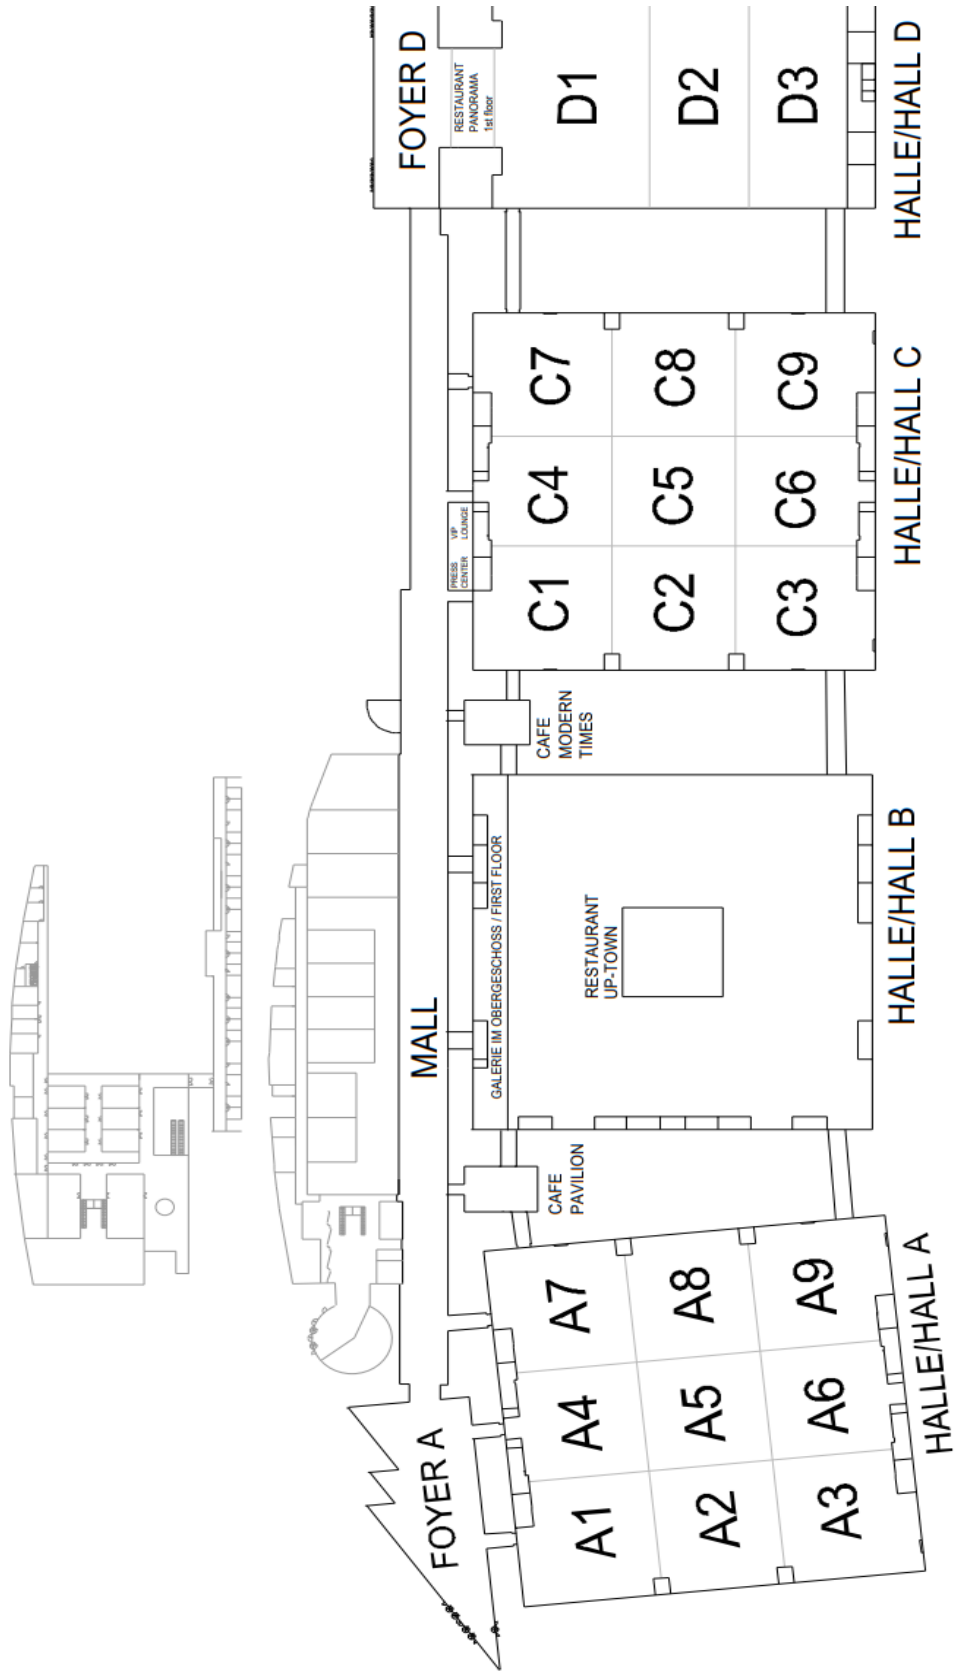 FOYER D
RESTAURANT
PANORAMA
1st floor
D1
D2
D3
HALLE/HALL D
C7
C8
C9
C4
C5
C6
C1
C2
C3
HALLE/HALL C
PRESS
CENTER
VIP
LOUNGE
CAFE
MODERN
TIMES
MALL
GALERIE IM OBERGESCHOSS / FIRST FLOOR
RESTAURANT
UP-TOWN
HALLE/HALL B
CAFE
PAVILION
A7
A8
A9
A4
A5
A6
A1
A2
A3
HALLE/HALL A
FOYER A